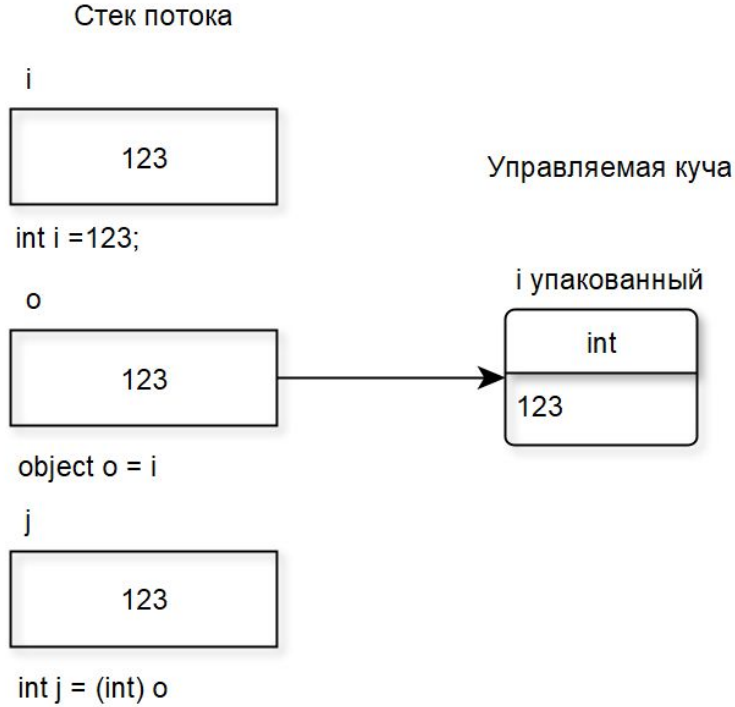 Стек потока
i
123
int i =123;
Управляемая куча
o
123
object o = i
i упакованный
int
123
j
123
int j = (int) o